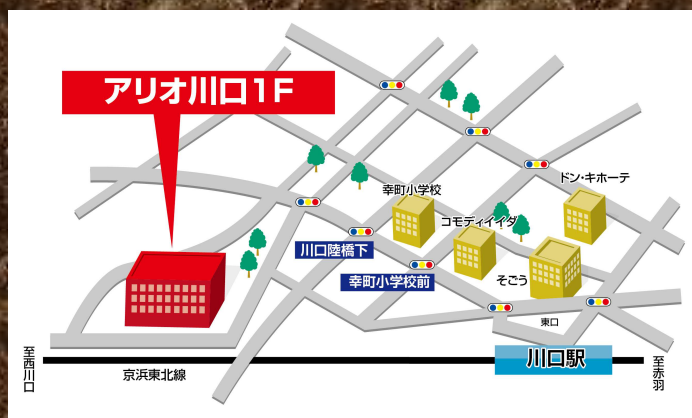 アリオ川口1F
ドン・キホーテ
幸町小学校
コモディイイダ
川口陸橋下
幸町小学校前
そごう
東口
川口駅
至西川口
京浜東北線
至赤羽